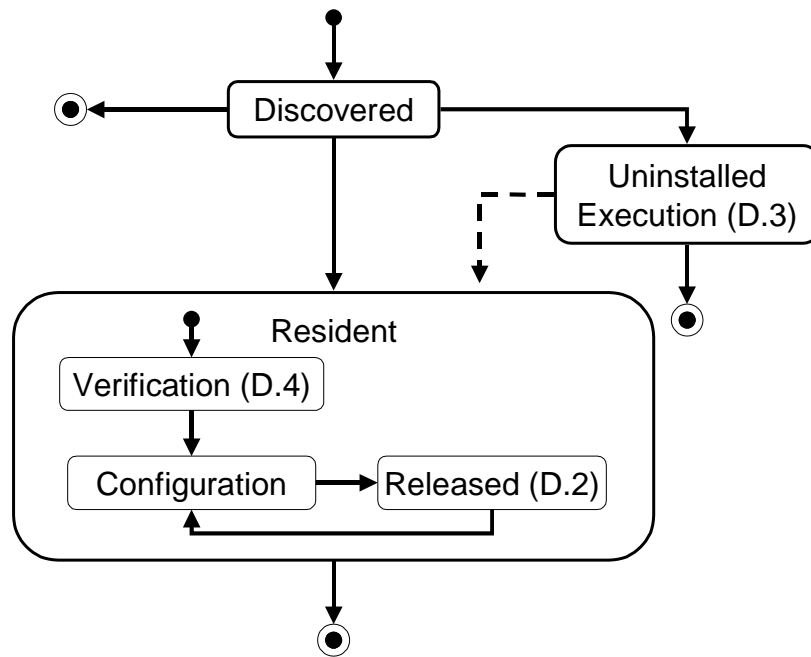 Discovered
Uninstalled
Execution (D.3)
Resident
Verification (D.4)
Configuration
Released (D.2)